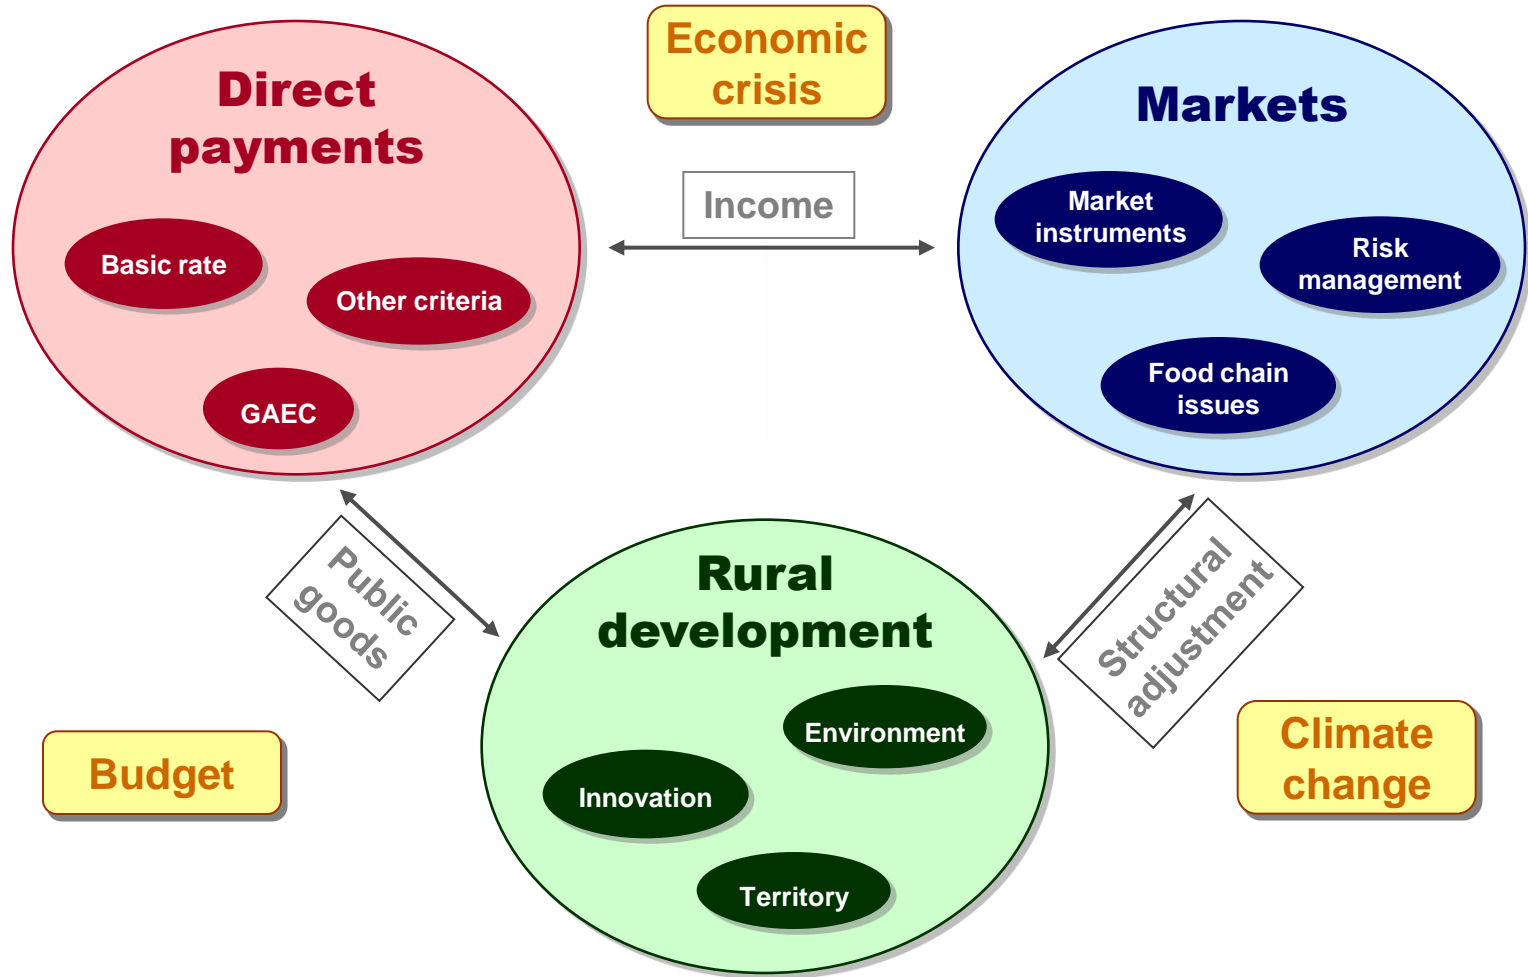 Economic
crisis
Direct
payments
Basic rate
Other criteria
GAEC
Income
Markets
Market
instruments
Risk
management
Food chain
issues
Public
goods
Structural
adjustment
Rural
development
Environment
Innovation
Territory
Budget
Climate
change